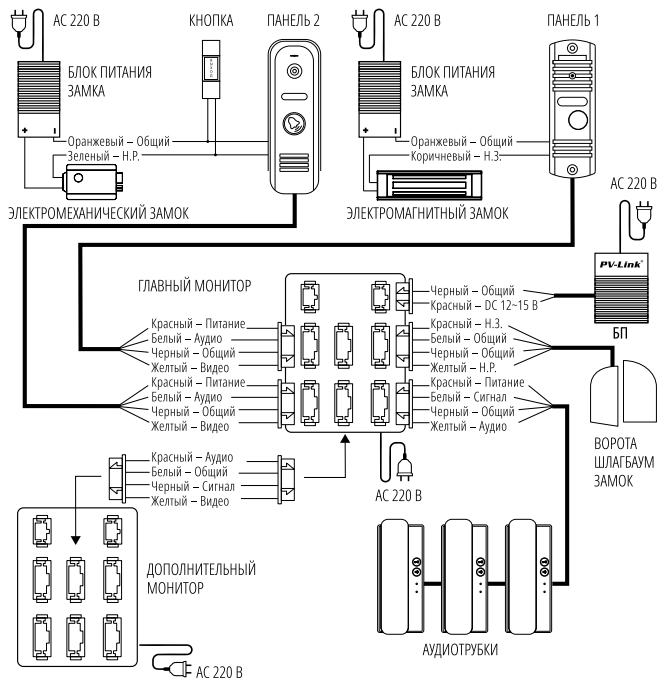 AC 220 В
КНОПКА
ПАНЕЛЬ 2
AC 220 В
ПАНЕЛЬ 1
БЛОК ПИТАНИЯ
ЗАМКА
БЛОК ПИТАНИЯ
ЗАМКА
+ –
+ –
Оранжевый – Общий
Зеленый – Н.Р.
Оранжевый – Общий
Коричневый – Н.З.
ЭЛЕКТРОМЕХАНИЧЕСКИЙ ЗАМОК
ЭЛЕКТРОМАГНИТНЫЙ ЗАМОК
AC 220 В
PV-Link®
БП
ГЛАВНЫЙ МОНИТОР
Черный – Общий
Красный – DC 12~15 В
Красный – Питание
Белый – Аудио
Черный – Общий
Желтый – Видео
Красный – Питание
Белый – Аудио
Черный – Общий
Желтый – Видео
Красный – Н.З.
Белый – Общий
Черный – Общий
Желтый – Н.Р.
Красный – Питание
Белый – Сигнал
Черный – Общий
Желтый – Аудио
ВОРОТА
ШЛАГБАУМ
ЗАМОК
Красный – Аудио
Белый – Общий
Черный – Сигнал
Желтый – Видео
AC 220 В
ДОПОЛНИТЕЛЬНЫЙ
МОНИТОР
AC 220 В
АУДИОТРУБКИ